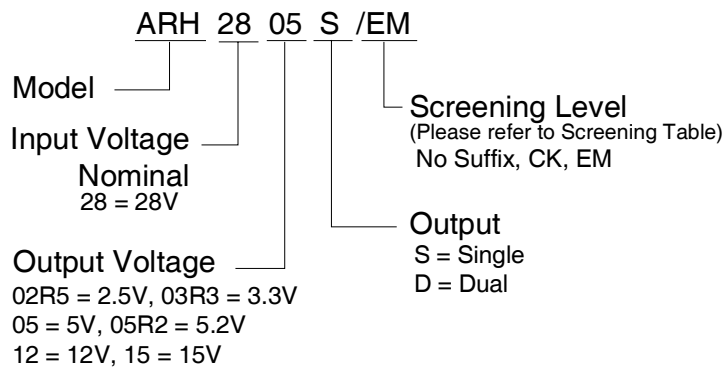 ARH 28 05 S /EM
Model
Input Voltage
Nominal
28 = 28V
Output Voltage
02R5 = 2.5V, 03R3 = 3.3V
05 = 5V, 05R2 = 5.2V
12 = 12V, 15 = 15V
Screening Level
(Please refer to Screening Table)
No Suffix, CK, EM
Output
S = Single
D = Dual